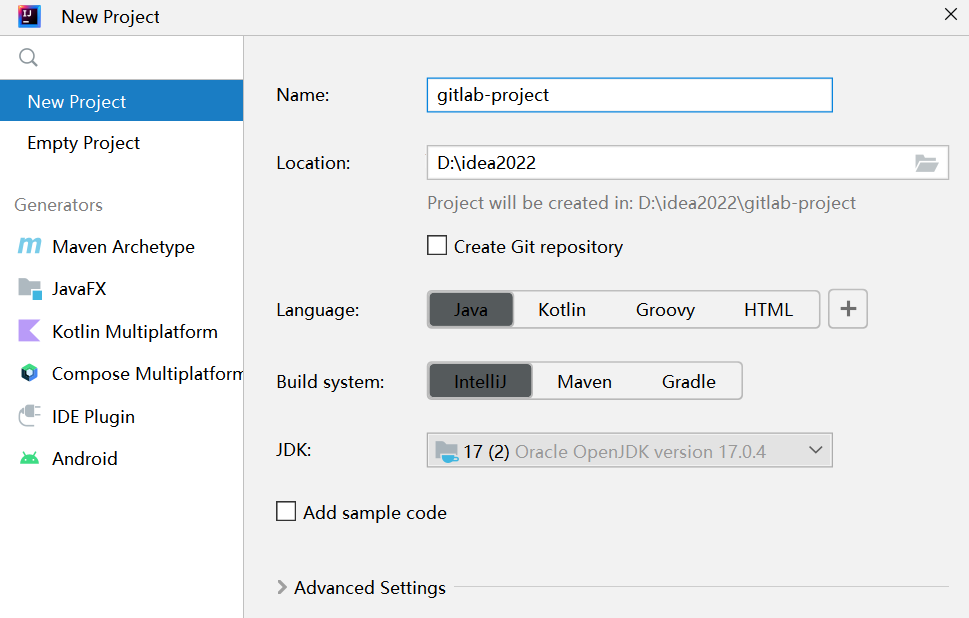 New Project
New Project
Empty Project
Generators
Maven Archetype
JavaFX
Kotlin Multiplatform
Compose Multiplatform
IDE Plugin
Android
Name: gitlab-project
Location: D:\idea2022
Project will be created in: D:\idea2022\gitlab-project
Create Git repository
Language: Java Kotlin Groovy HTML +
Build system: IntelliJ Maven Gradle
JDK: 17 (2) Oracle OpenJDK version 17.0.4
Add sample code
Advanced Settings